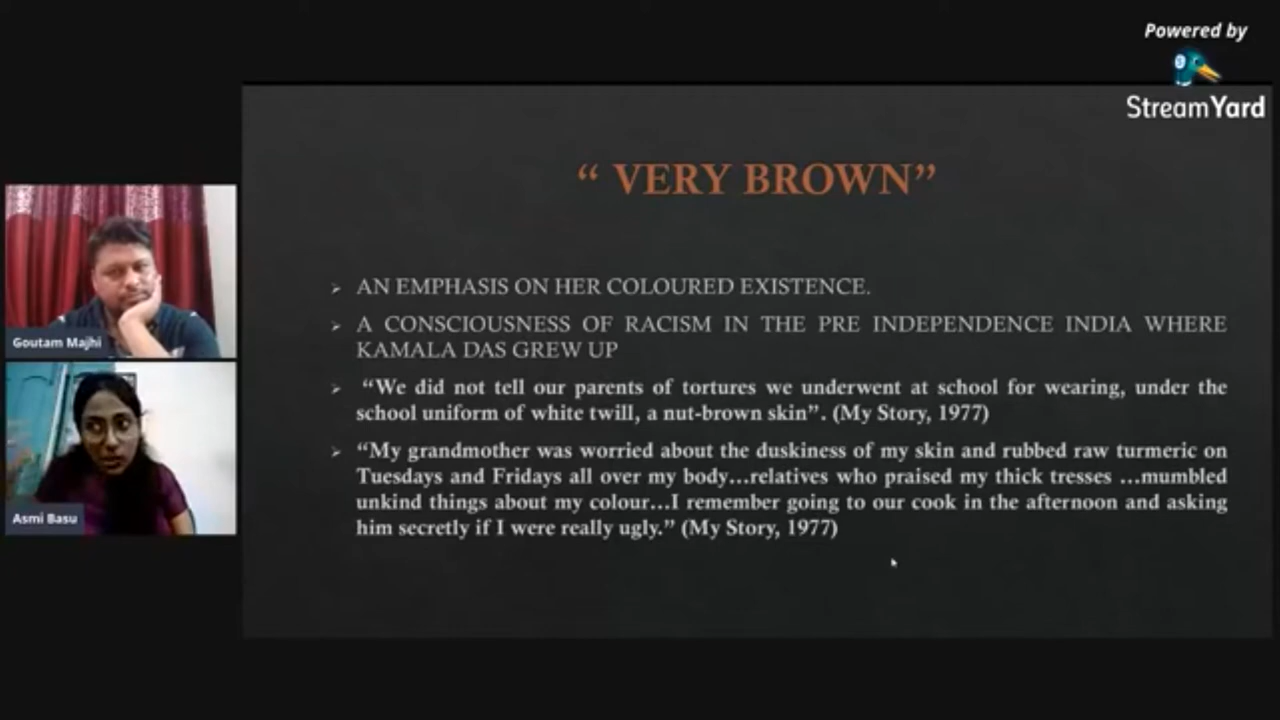 Powered by
StreamYard
“ VERY BROWN”
AN EMPHASIS ON HER COLOURED EXISTENCE.
A CONSCIOUSNESS OF RACISM IN THE PRE INDEPENDENCE INDIA WHERE
KAMALA DAS GREW UP
“We did not tell our parents of tortures we underwent at school for wearing, under the
school uniform of white twill, a nut-brown skin”. (My Story, 1977)
“My grandmother was worried about the duskiness of my skin and rubbed raw turmeric on
Tuesdays and Fridays all over my body...relatives who praised my thick tresses ...mumbled
unkind things about my colour...I remember going to our cook in the afternoon and asking
him secretly if I were really ugly.” (My Story, 1977)
Goutam Majhi
Asmi Basu